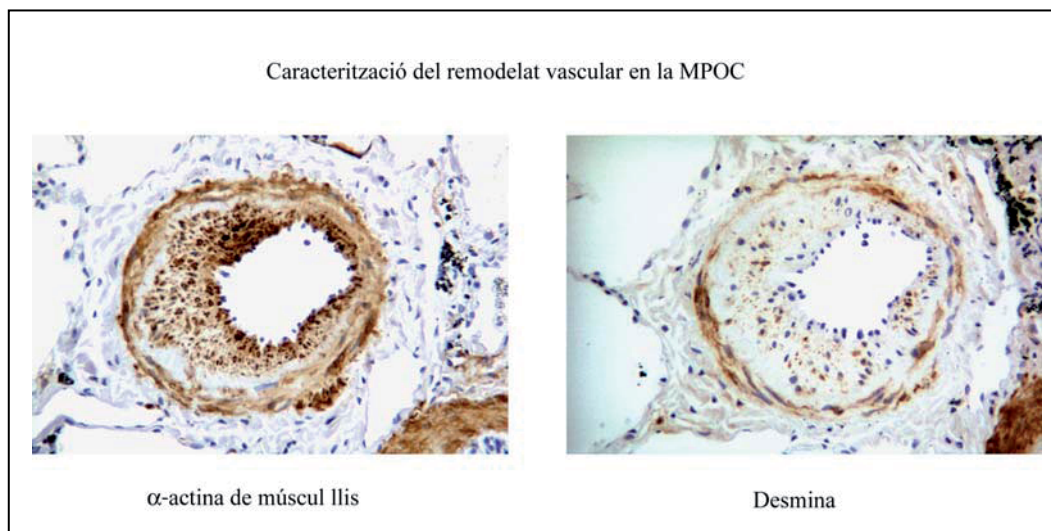 Caracterització del remodelat vascular en la MPOC
α-actina de múscul llis
Desmina